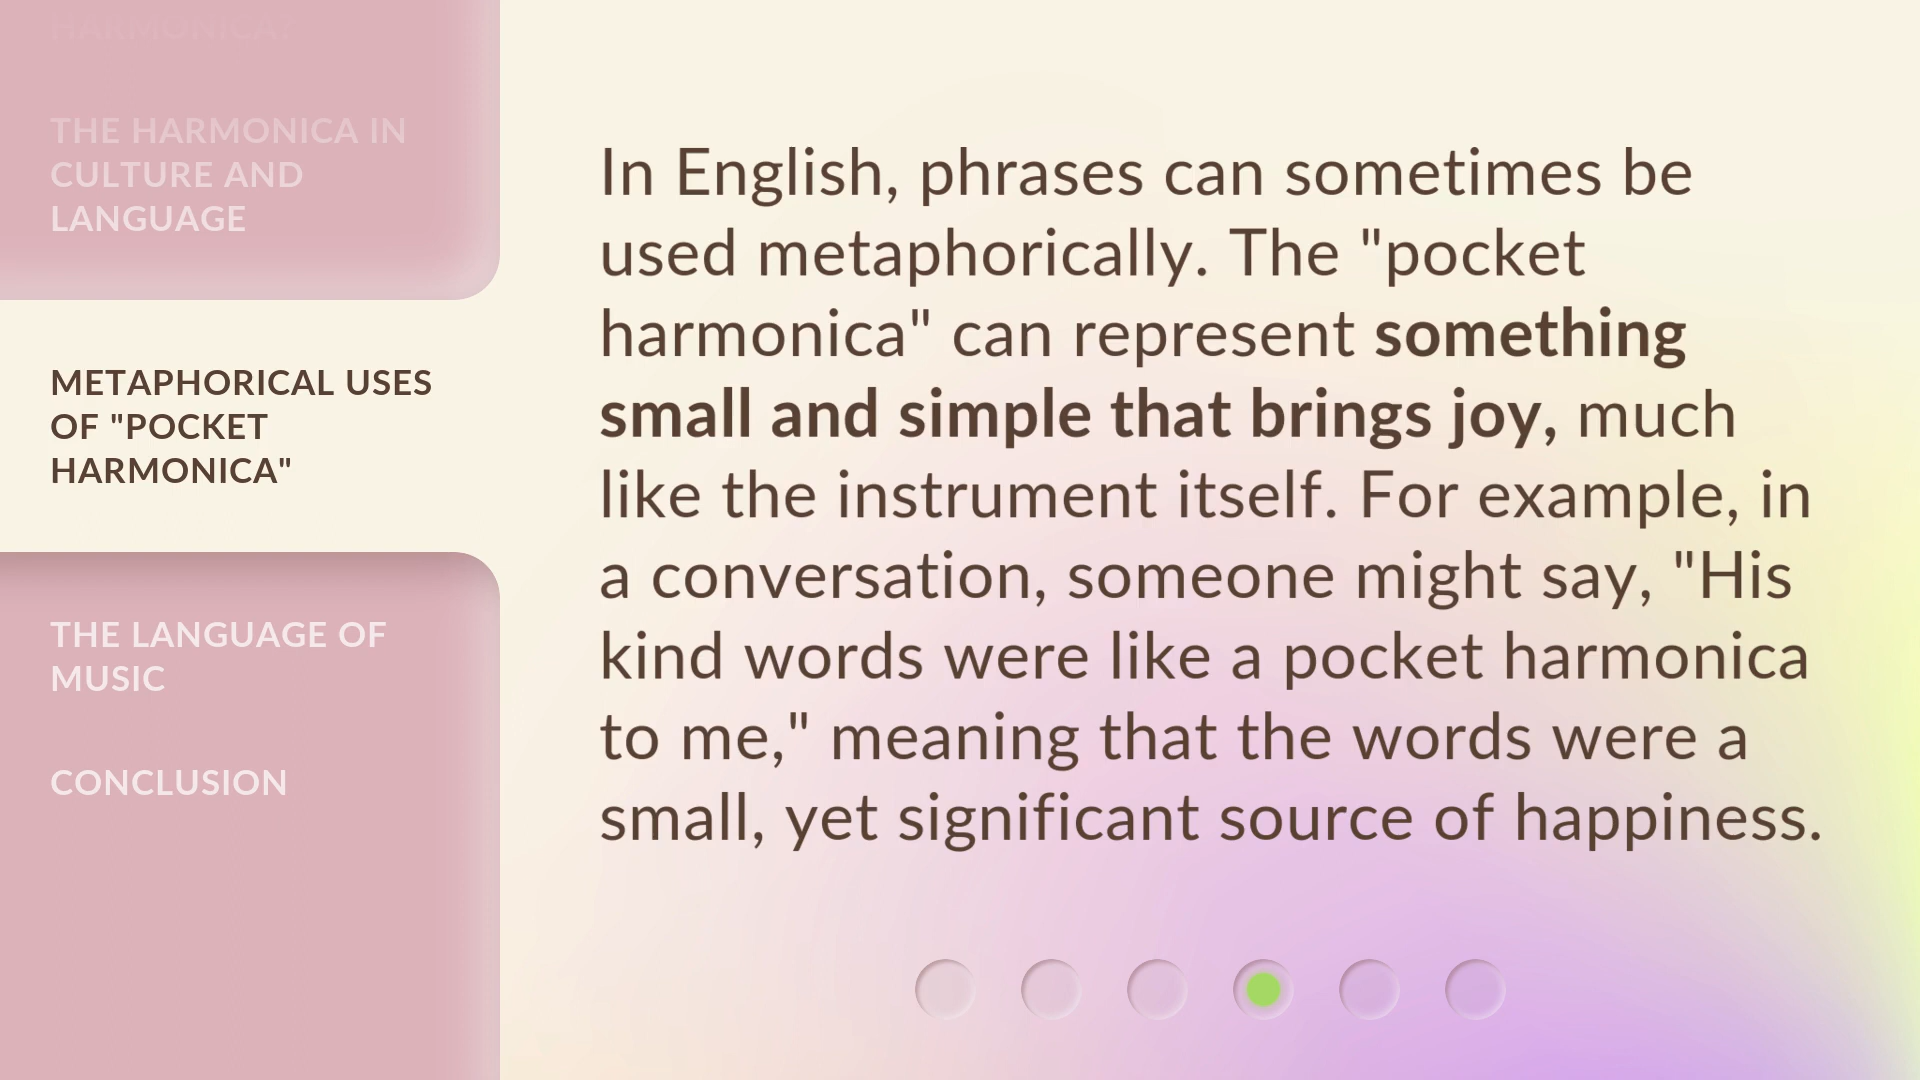 HARMONICA?
THE HARMONICA IN
CULTURE AND
LANGUAGE
METAPHORICAL USES
OF "POCKET
HARMONICA"
THE LANGUAGE OF
MUSIC
CONCLUSION
In English, phrases can sometimes be
used metaphorically. The "pocket
harmonica" can represent something
small and simple that brings joy, much
like the instrument itself. For example, in
a conversation, someone might say, "His
kind words were like a pocket harmonica
to me," meaning that the words were a
small, yet significant source of happiness.